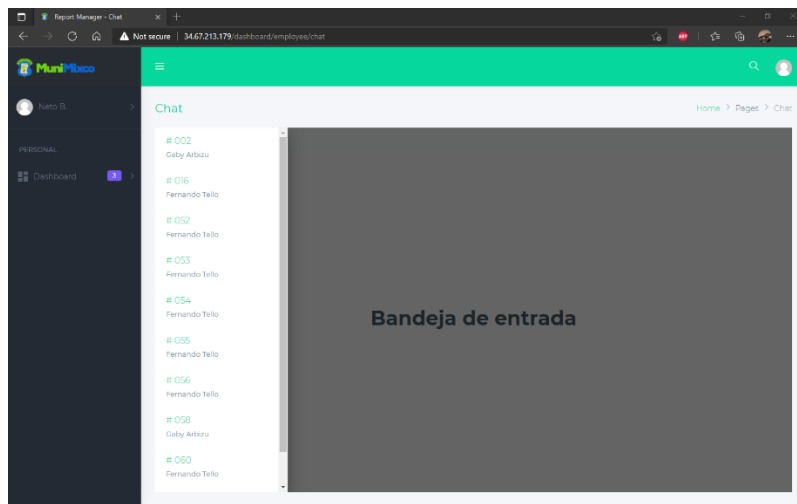 Report Manager - Chat
Not secure | 34.67.213.179/dashboard/employee/chat
MuniMixco
Neto B.
Chat
Home > Pages > Chat
PERSONAL
Dashboard 3
# 002
Gaby Arbizu
# 016
Fernando Tello
# 052
Fernando Tello
# 053
Fernando Tello
# 054
Fernando Tello
# 055
Fernando Tello
# 056
Fernando Tello
# 058
Gaby Arbizu
# 060
Fernando Tello
Bandeja de entrada